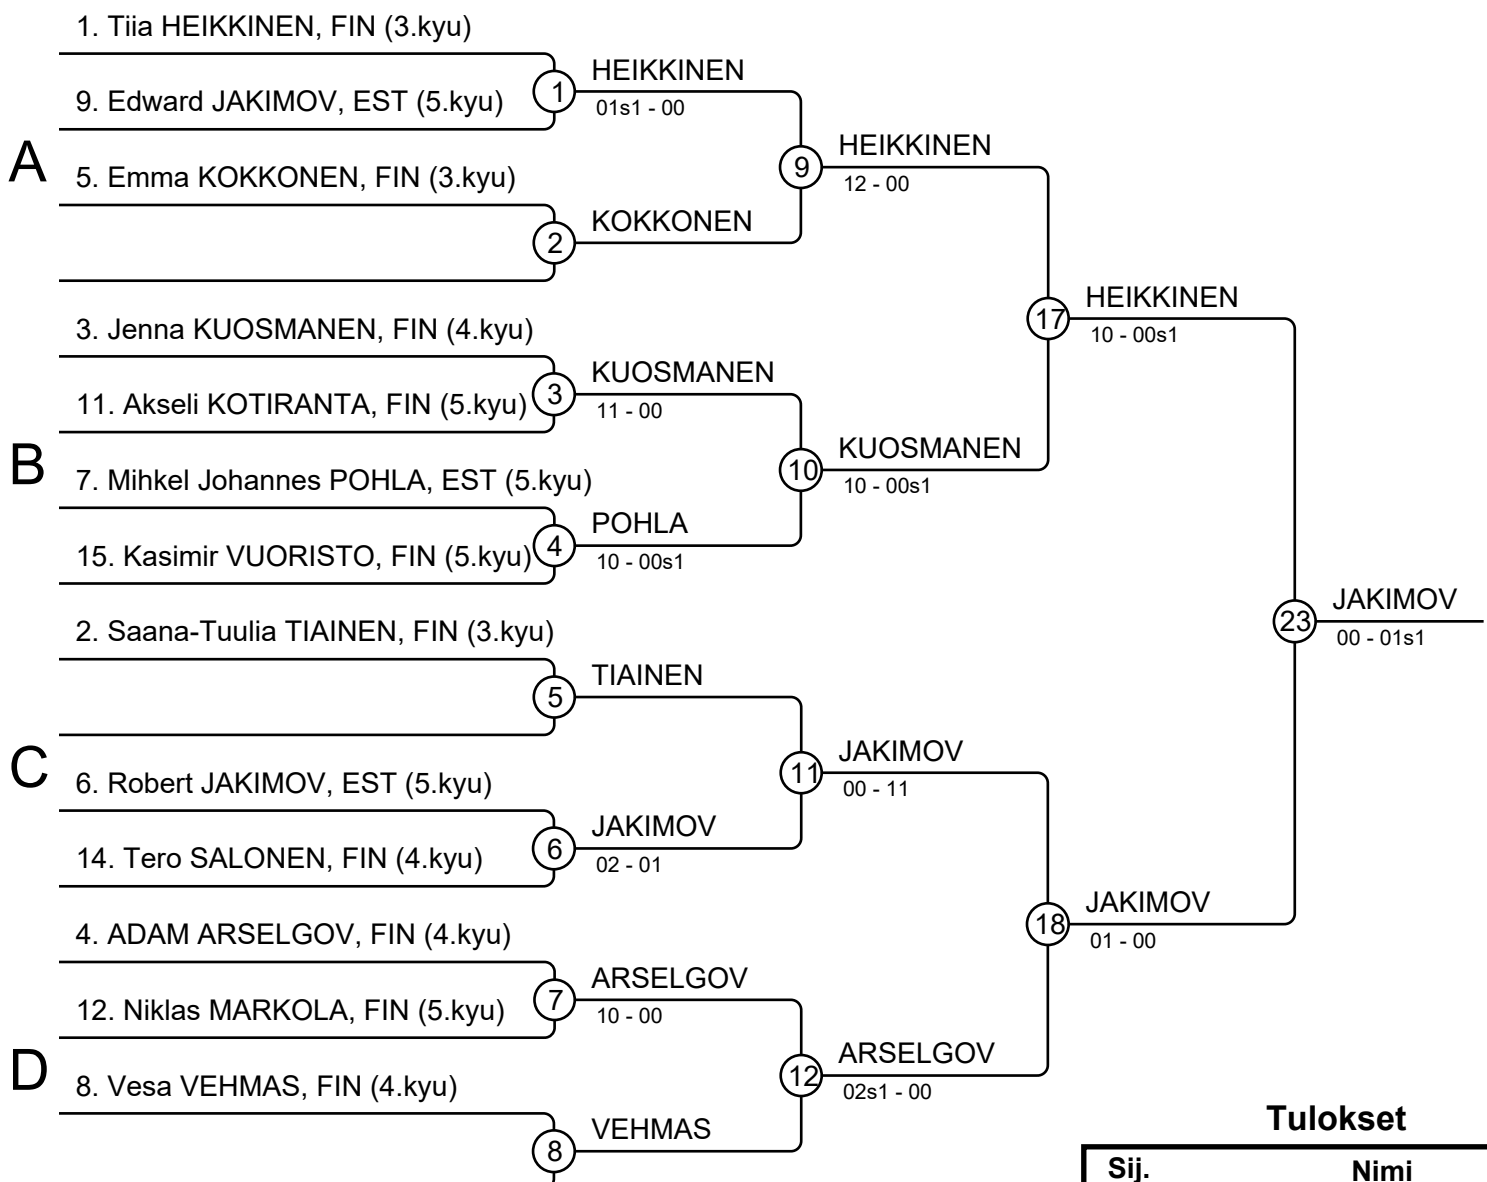 1. Tiia HEIKKINEN, FIN (3.kyu)
HEIKKINEN
9. Edward JAKIMOV, EST (5.kyu)
1
01s1 - 00
A
HEIKKINEN
9
12 - 00
5. Emma KOKKONEN, FIN (3.kyu)
KOKKONEN
2
HEIKKINEN
17
10 - 00s1
3. Jenna KUOSMANEN, FIN (4.kyu)
KUOSMANEN
11. Akseli KOTIRANTA, FIN (5.kyu)
3
11 - 00
B
KUOSMANEN
10
10 - 00s1
7. Mihkel Johannes POHLA, EST (5.kyu)
POHLA
15. Kasimir VUORISTO, FIN (5.kyu)
4
10 - 00s1
JAKIMOV
23
00 - 01s1
2. Saana-Tuulia TIAINEN, FIN (3.kyu)
TIAINEN
5
C
JAKIMOV
11
00 - 11
6. Robert JAKIMOV, EST (5.kyu)
JAKIMOV
14. Tero SALONEN, FIN (4.kyu)
6
02 - 01
JAKIMOV
18
01 - 00
4. ADAM ARSELGOV, FIN (4.kyu)
ARSELGOV
12. Niklas MARKOLA, FIN (5.kyu)
7
10 - 00
D
ARSELGOV
12
02s1 - 00
8. Vesa VEHMAS, FIN (4.kyu)
VEHMAS
8
Tulokset
Sij. Nimi